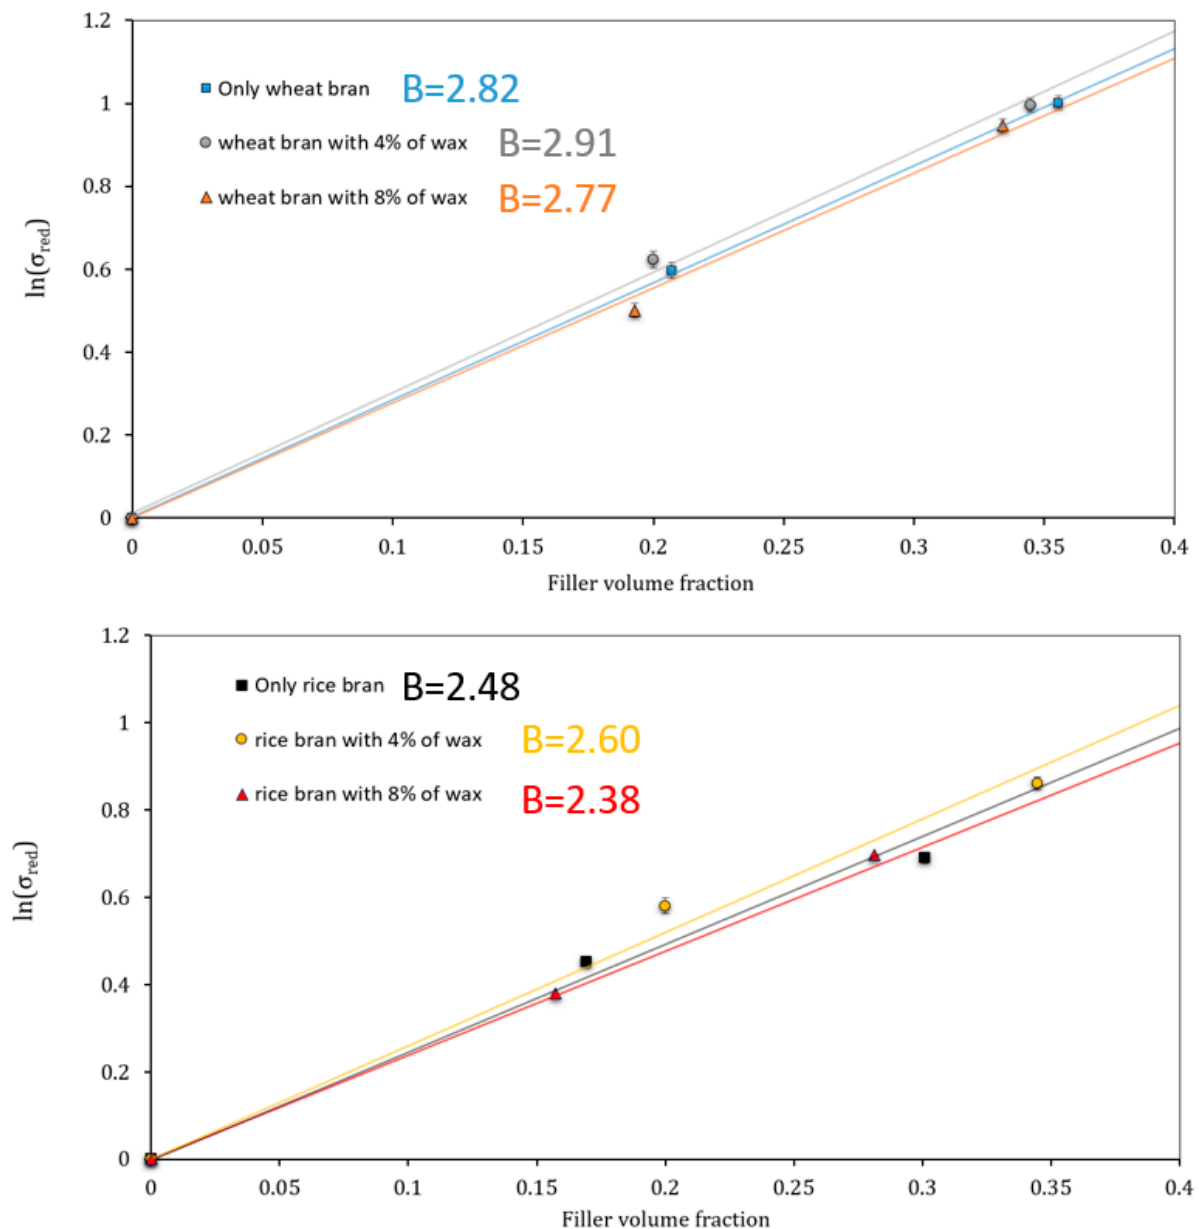 1.2
1
0.8
0.6
0.4
0.2
0
ln(σred)
Only wheat bran B=2.82
wheat bran with 4% of wax B=2.91
wheat bran with 8% of wax B=2.77
0 0.05 0.1 0.15 0.2 0.25 0.3 0.35 0.4
Filler volume fraction
1.2
1
0.8
0.6
0.4
0.2
0
ln(σred)
Only rice bran B=2.48
rice bran with 4% of wax B=2.60
rice bran with 8% of wax B=2.38
0 0.05 0.1 0.15 0.2 0.25 0.3 0.35 0.4
Filler volume fraction